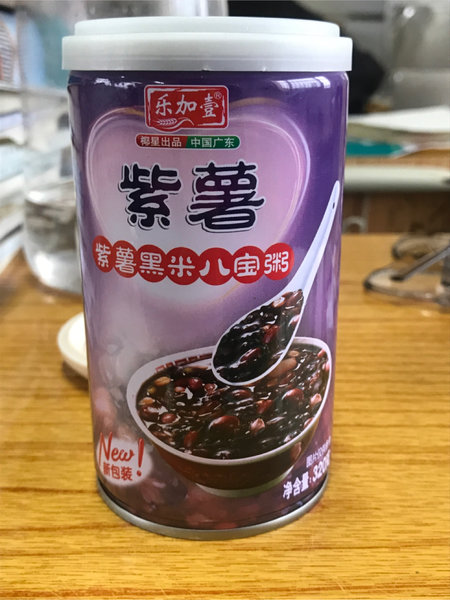 乐加壹®
椰星出品 中国广东
紫薯
紫薯黑米八宝粥
New!
新包装
净含量:320